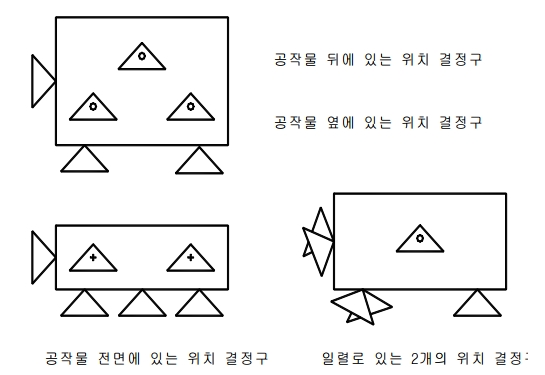 공작물 뒤에 있는 위치 결정구
공작물 옆에 있는 위치 결정구
공작물 전면에 있는 위치 결정구
일렬로 있는 2개의 위치 결정